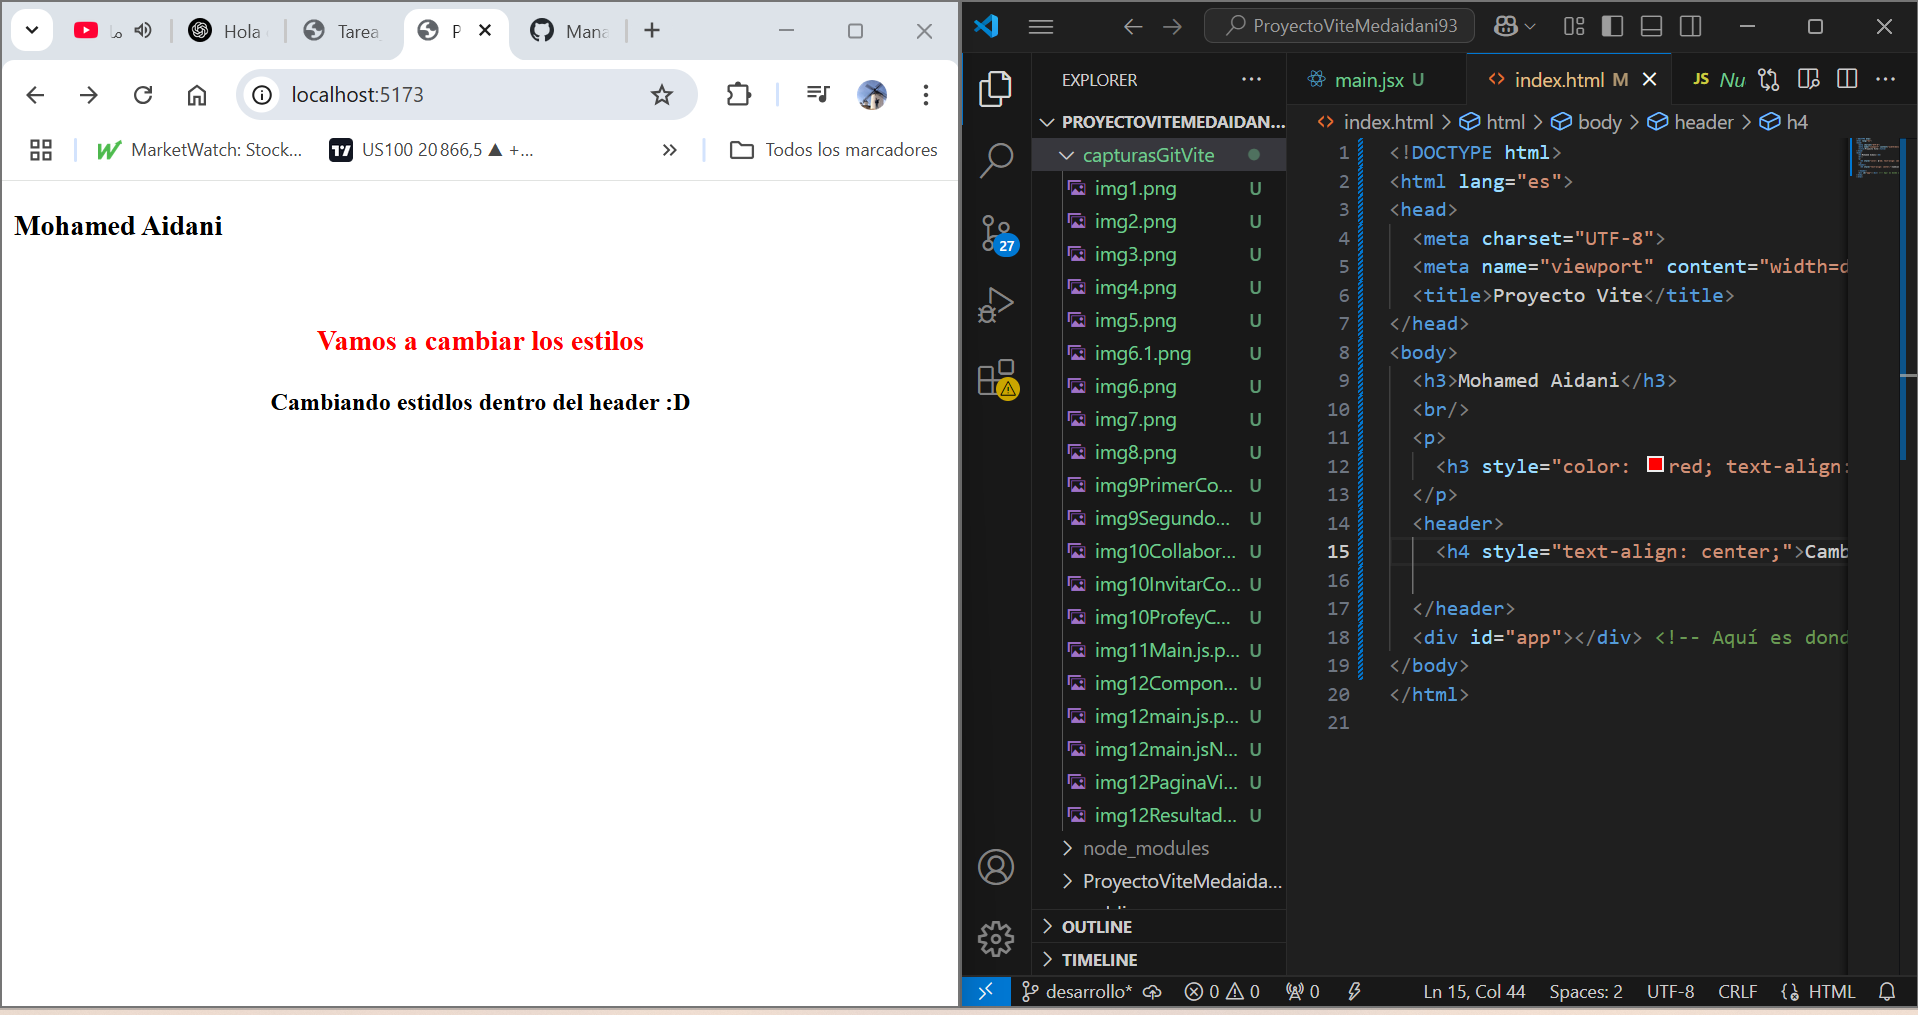 ما
Hola
Tarea
P
Mana
localhost:5173
MarketWatch: Stock...
US100 20 866,5 ▲ +...
Todos los marcadores
Mohamed Aidani
Vamos a cambiar los estilos
Cambiando estidlos dentro del header :D
ProyectoViteMedaidani93
EXPLORER
PROYECTOVITEMEDAIDAN...
capturasGitVite
img1.png U
img2.png U
img3.png U
img4.png U
img5.png U
img6.1.png U
img6.png U
img7.png U
img8.png U
img9PrimerCo... U
img9Segundo... U
img10Collabor... U
img10InvitarCo... U
img10ProfeyC... U
img11Main.js.p... U
img12Compon... U
img12main.js.p... U
img12main.jsN... U
img12PaginaVi... U
img12Resultad... U
node_modules
ProyectoViteMedaida...
OUTLINE
TIMELINE
27
main.jsx U
index.html M
JS Nu
index.html > html > body > header > h4
1 <!DOCTYPE html>
2 <html lang="es">
3 <head>
4 <meta charset="UTF-8">
5 <meta name="viewport" content="width=d
6 <title>Proyecto Vite</title>
7 </head>
8 <body>
9 <h3>Mohamed Aidani</h3>
10 <br/>
11 <p>
12 <h3 style="color: red; text-align:
13 </p>
14 <header>
15 <h4 style="text-align: center;">Camb
16
17 </header>
18 <div id="app"></div> <!-- Aquí es dond
19 </body>
20 </html>
21
desarrollo* 0 0 0 Ln 15, Col 44 Spaces: 2 UTF-8 CRLF HTML